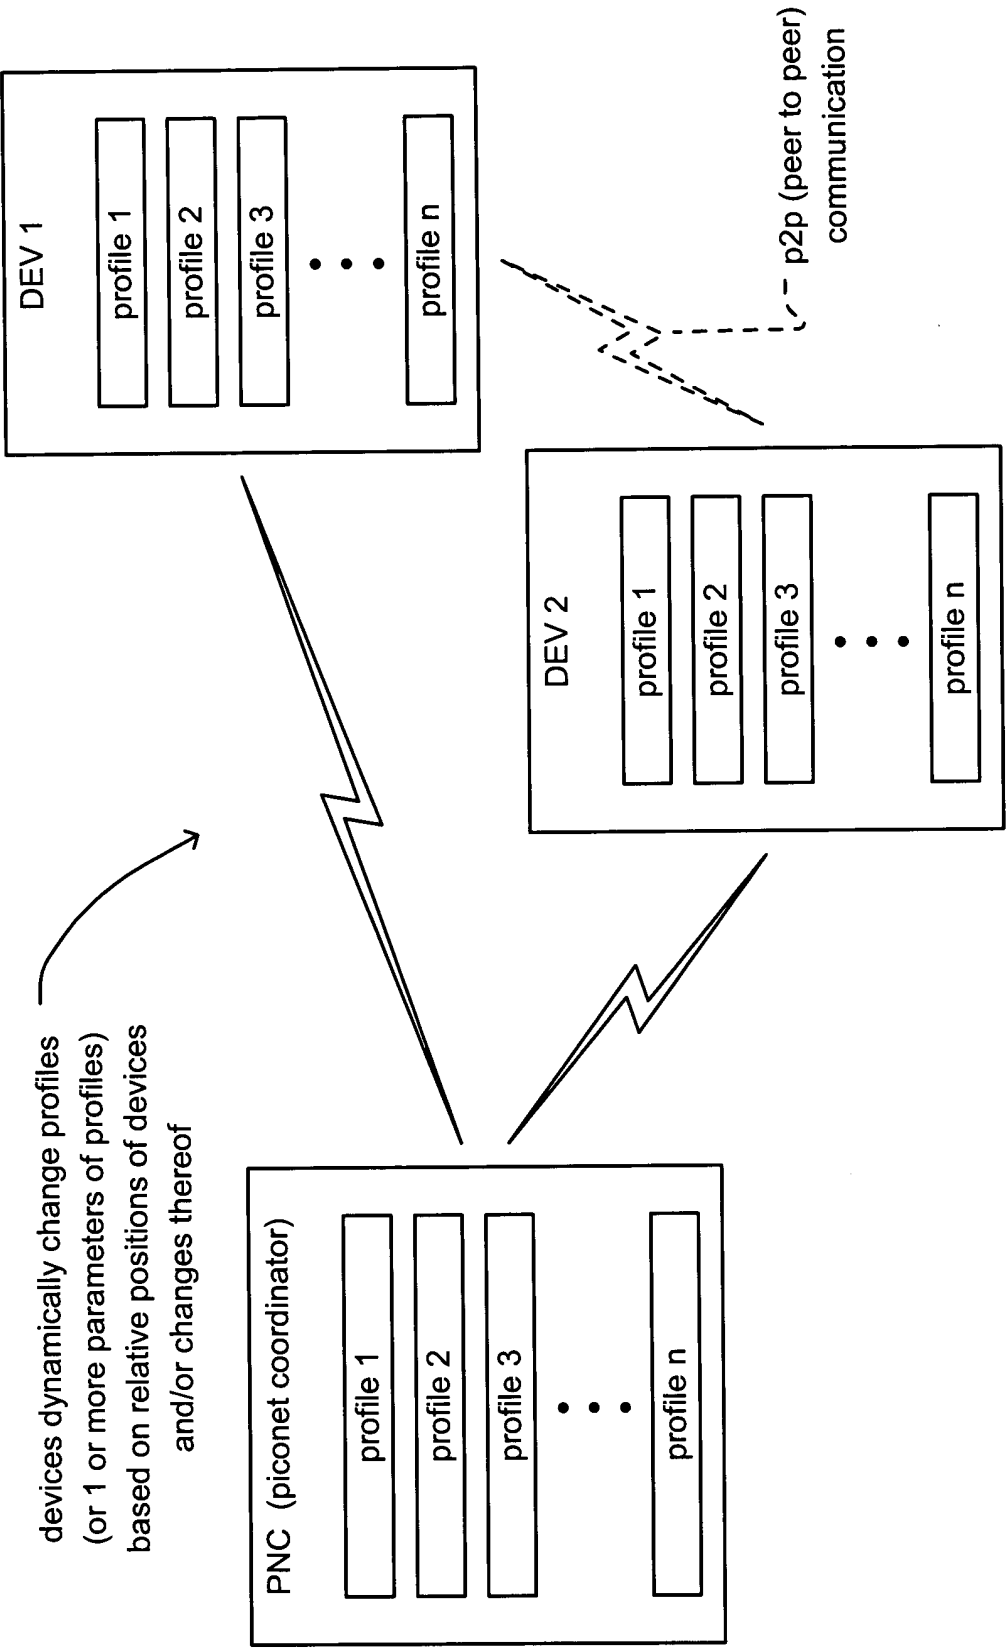 devices dynamically change profiles
(or 1 or more parameters of profiles)
based on relative positions of devices
and/or changes thereof
PNC (piconet coordinator)
profile 1
profile 2
profile 3
profile n
DEV 1
profile 1
profile 2
profile 3
profile n
DEV 2
profile 1
profile 2
profile 3
profile n
p2p (peer to peer)
communication